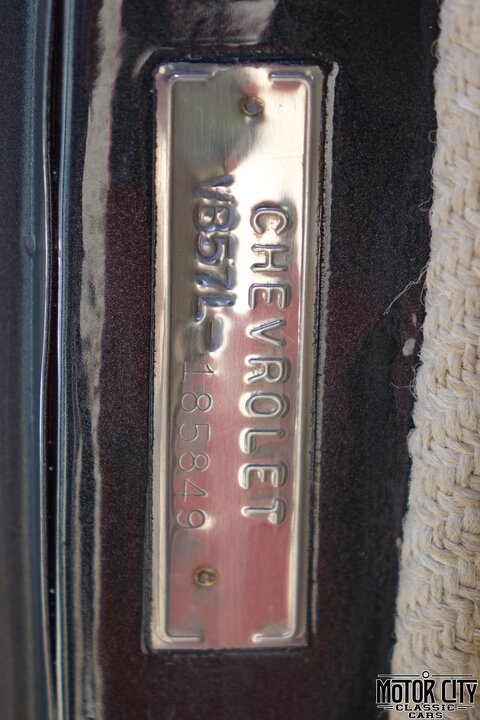 CHEVROLET
VB57L-185849
MOTOR CITY
CLASSIC
CARS